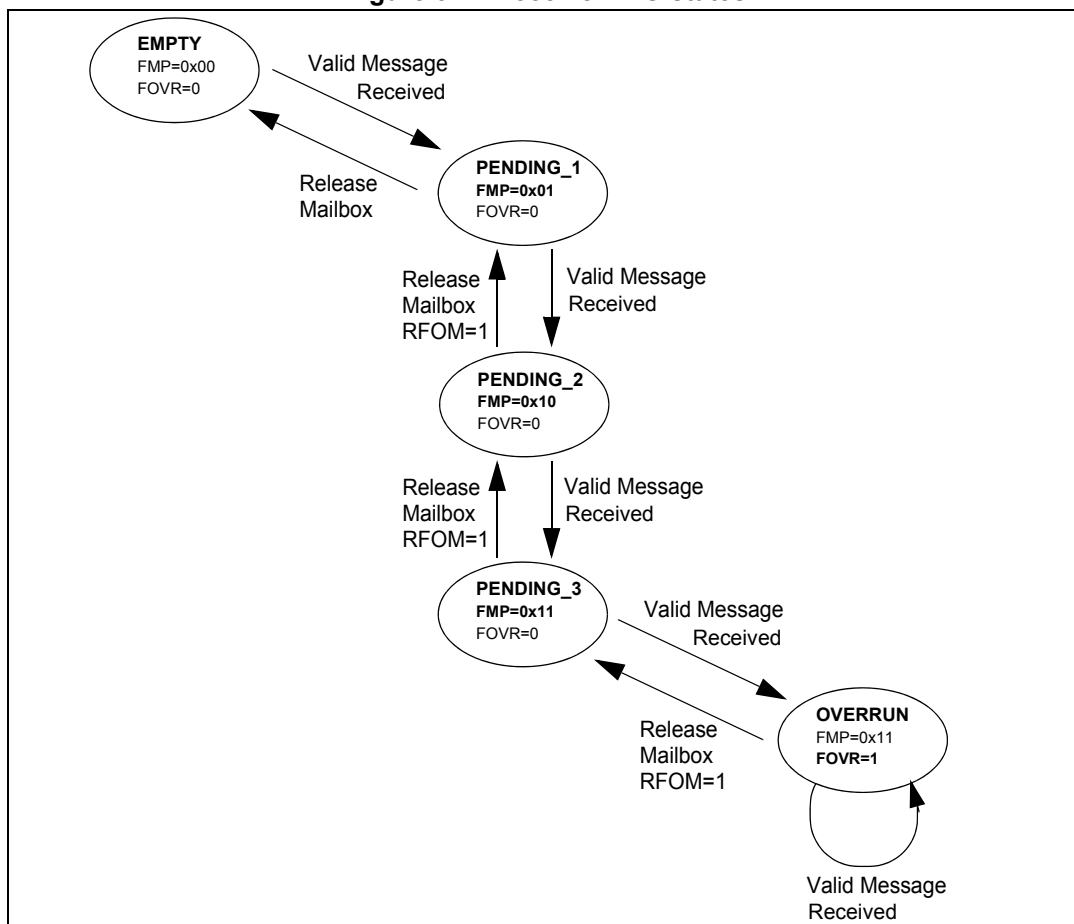 EMPTY
FMP=0x00
FOVR=0
Valid Message
Received
Release
Mailbox
PENDING_1
FMP=0x01
FOVR=0
Release
Mailbox
RFOM=1
Valid Message
Received
PENDING_2
FMP=0x10
FOVR=0
Release
Mailbox
RFOM=1
Valid Message
Received
PENDING_3
FMP=0x11
FOVR=0
Valid Message
Received
Release
Mailbox
RFOM=1
OVERRUN
FMP=0x11
FOVR=1
Valid Message
Received